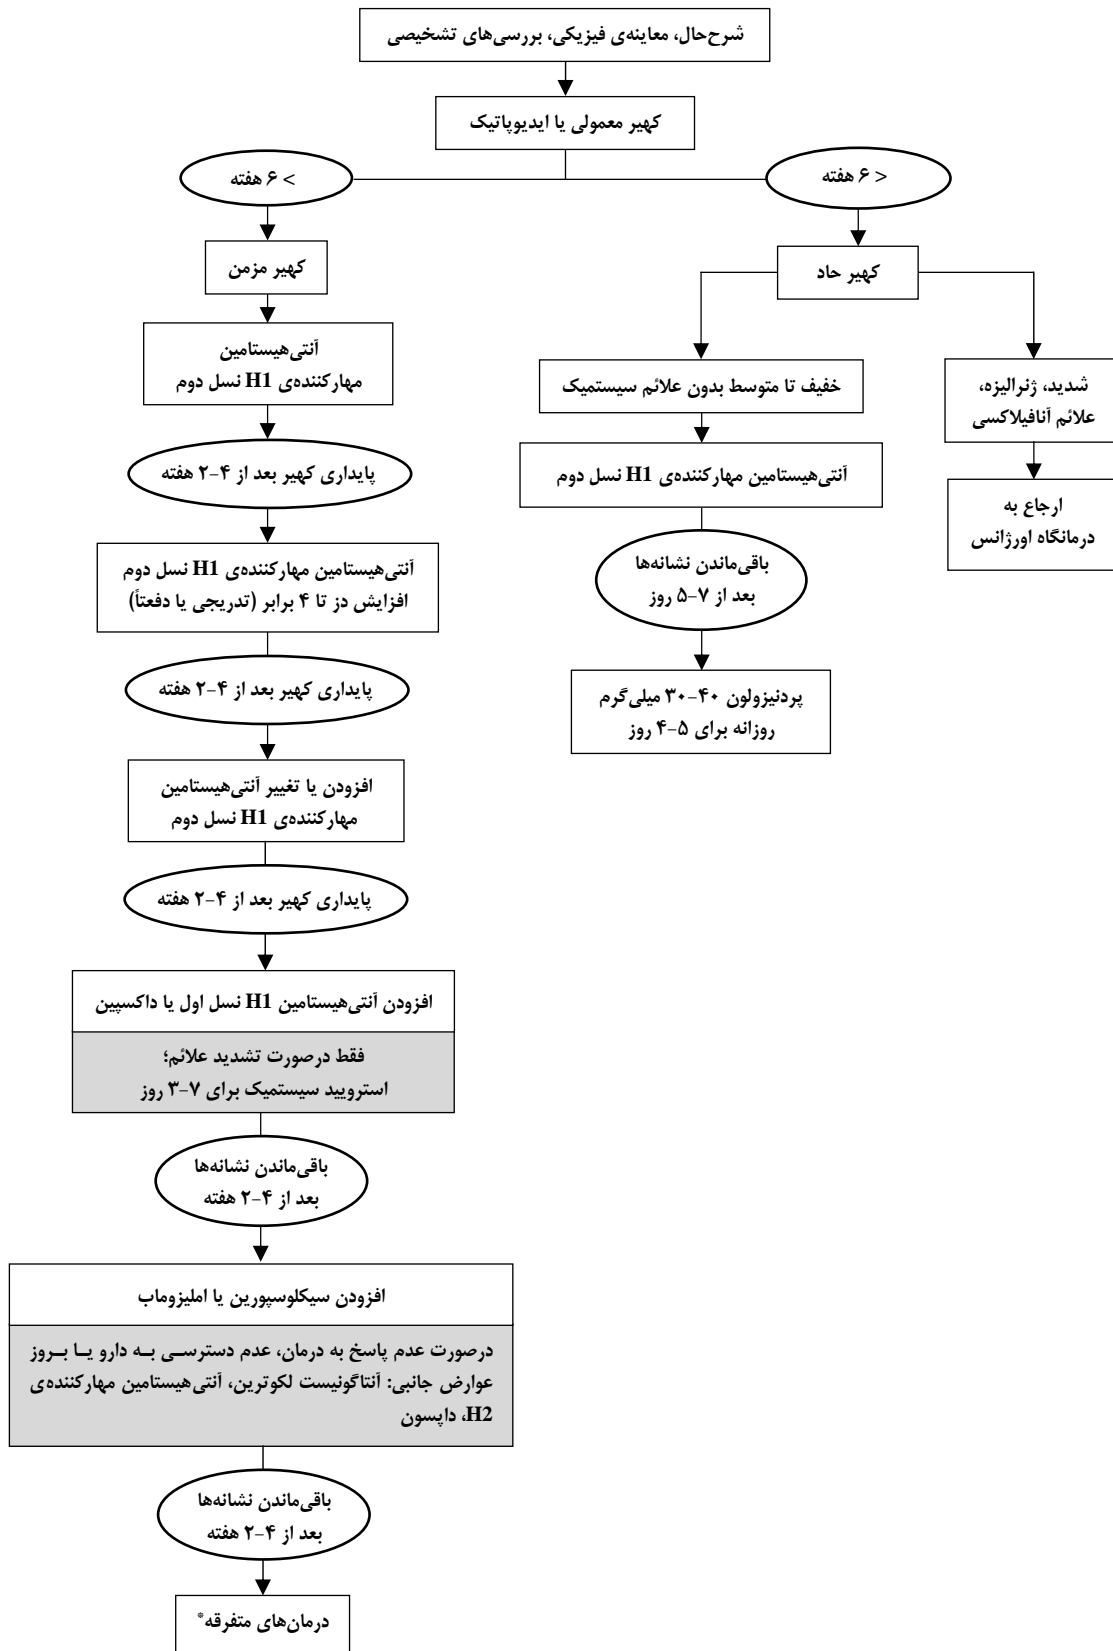 شرح‌حال، معاینه‌ی فیزیکی، بررسی‌های تشخیصی
کهیر معمولی یا ایدیوپاتیک
< ۶ هفته
کهیر حاد
شدید، ژنرالیزه،
علائم آنافیلاکسی
ارجاع به
درمانگاه اورژانس
خفیف تا متوسط بدون علائم سیستمیک
آنتی‌هیستامین مهارکننده‌ی H1 نسل دوم
باقی‌ماندن نشانه‌ها
بعد از ۷-۵ روز
پردنیزولون ۴۰-۳۰ میلی‌گرم
روزانه برای ۵-۴ روز
> ۶ هفته
کهیر مزمن
آنتی‌هیستامین
مهارکننده‌ی H1 نسل دوم
پایداری کهیر بعد از ۴-۲ هفته
آنتی‌هیستامین مهارکننده‌ی H1 نسل دوم
افزایش دز تا ۴ برابر (تدریجی یا دفعتاً)
پایداری کهیر بعد از ۴-۲ هفته
افزودن یا تغییر آنتی‌هیستامین
مهارکننده‌ی H1 نسل دوم
پایداری کهیر بعد از ۴-۲ هفته
افزودن آنتی‌هیستامین H1 نسل اول یا داکسپین
فقط درصورت تشدید علائم؛
استرویید سیستمیک برای ۷-۳ روز
باقی‌ماندن نشانه‌ها
بعد از ۴-۲ هفته
افزودن سیکلوسپورین یا املیزوماب
درصورت عدم پاسخ به درمان، عدم دسترسی به دارو یا بروز
عوارض جانبی: آنتاگونیست لکوترین، آنتی‌هیستامین مهارکننده‌ی
H2، داپسون
باقی‌ماندن نشانه‌ها
بعد از ۴-۲ هفته
درمان‌های متفرقه*